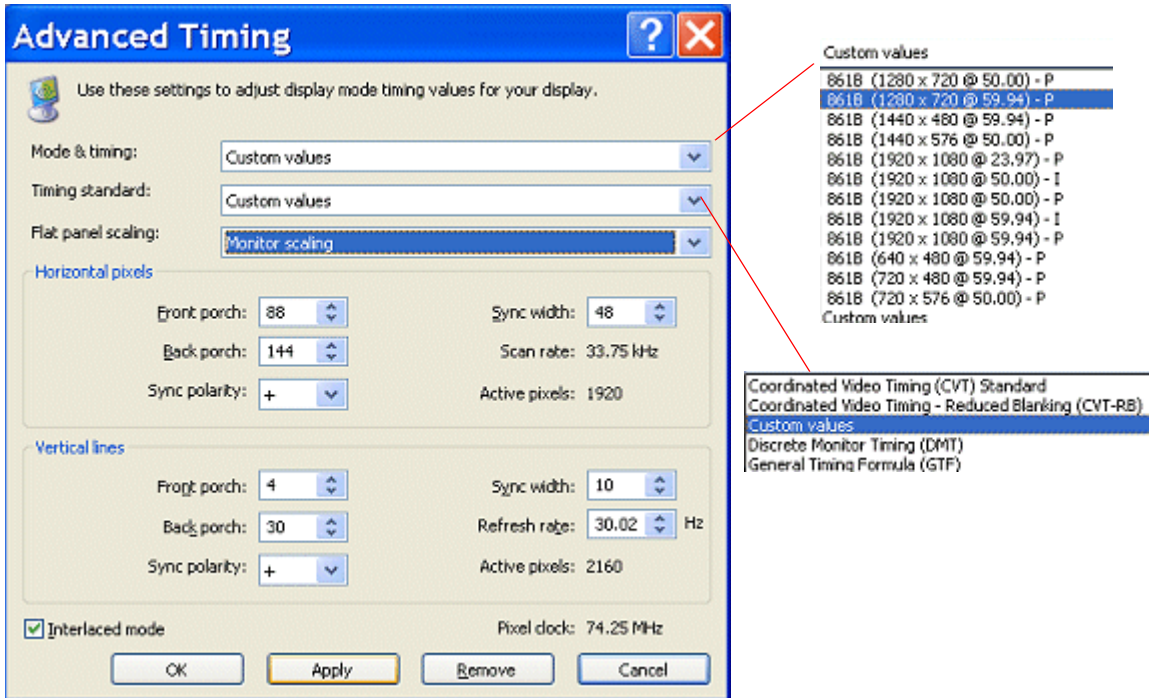 Advanced Timing
Use these settings to adjust display mode timing values for your display.
Mode & timing: Custom values
Timing standard: Custom values
Flat panel scaling: Monitor scaling
Horizontal pixels
Front porch: 88 Sync width: 48
Back porch: 144 Scan rate: 33.75 kHz
Sync polarity: + Active pixels: 1920
Vertical lines
Front porch: 4 Sync width: 10
Back porch: 30 Refresh rate: 30.02 Hz
Sync polarity: + Active pixels: 2160
Interlaced mode Pixel clock: 74.25 MHz
OK Apply Remove Cancel
Custom values
861B (1280 x 720 @ 50.00) - P
861B (1280 x 720 @ 59.94) - P
861B (1440 x 480 @ 59.94) - P
861B (1440 x 576 @ 50.00) - P
861B (1920 x 1080 @ 23.97) - P
861B (1920 x 1080 @ 50.00) - I
861B (1920 x 1080 @ 50.00) - P
861B (1920 x 1080 @ 59.94) - I
861B (1920 x 1080 @ 59.94) - P
861B (640 x 480 @ 59.94) - P
861B (720 x 480 @ 59.94) - P
861B (720 x 576 @ 50.00) - P
Custom values
Coordinated Video Timing (CVT) Standard
Coordinated Video Timing - Reduced Blanking (CVT-RB)
Custom values
Discrete Monitor Timing (DMT)
General Timing Formula (GTF)